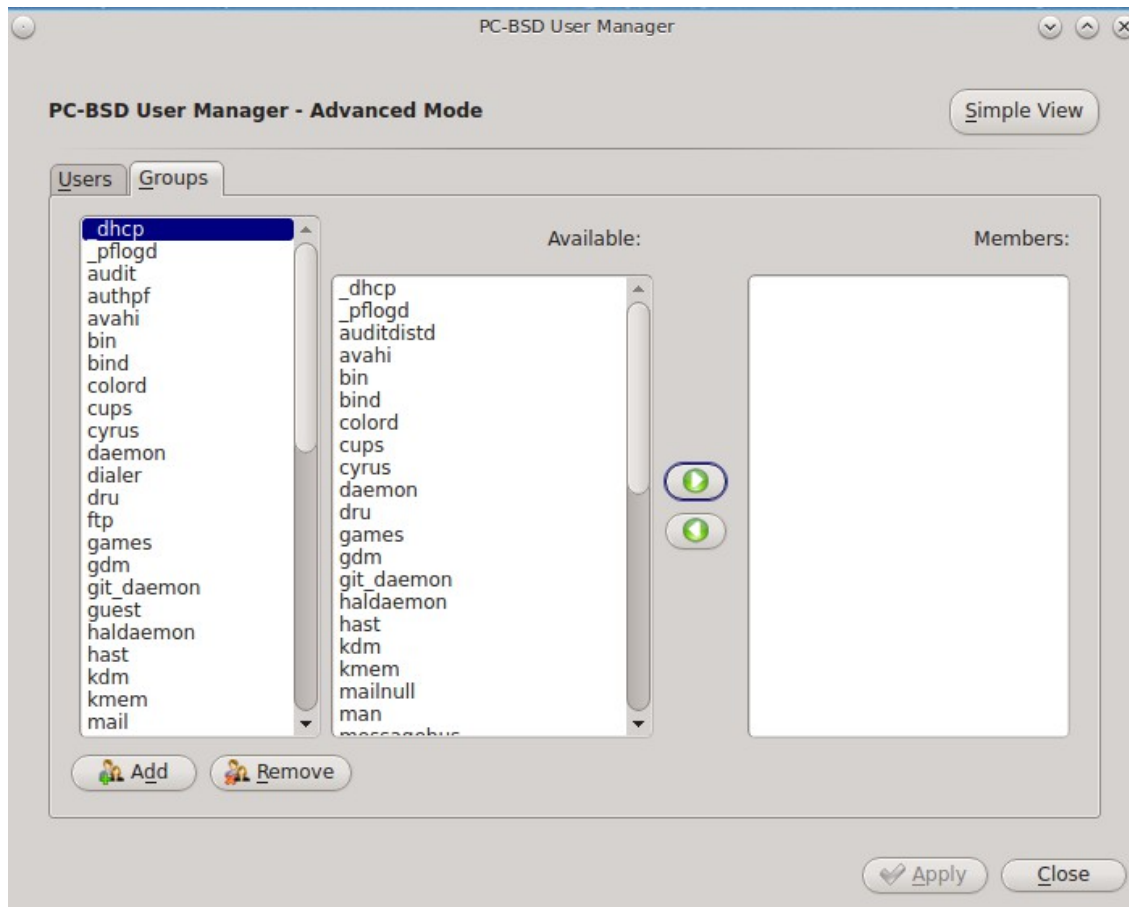 PC-BSD User Manager
PC-BSD User Manager - Advanced Mode
Simple View
Users
Groups
_dhcp
_pflogd
audit
authpf
avahi
bin
bind
colord
cups
cyrus
daemon
dialer
dru
ftp
games
gdm
git_daemon
guest
haldaemon
hast
kdm
kmem
mail
Available:
_dhcp
_pflogd
auditdistd
avahi
bin
bind
colord
cups
cyrus
daemon
dru
games
gdm
git_daemon
haldaemon
hast
kdm
kmem
mailnull
man
messagebus
Members:
Add
Remove
Apply
Close